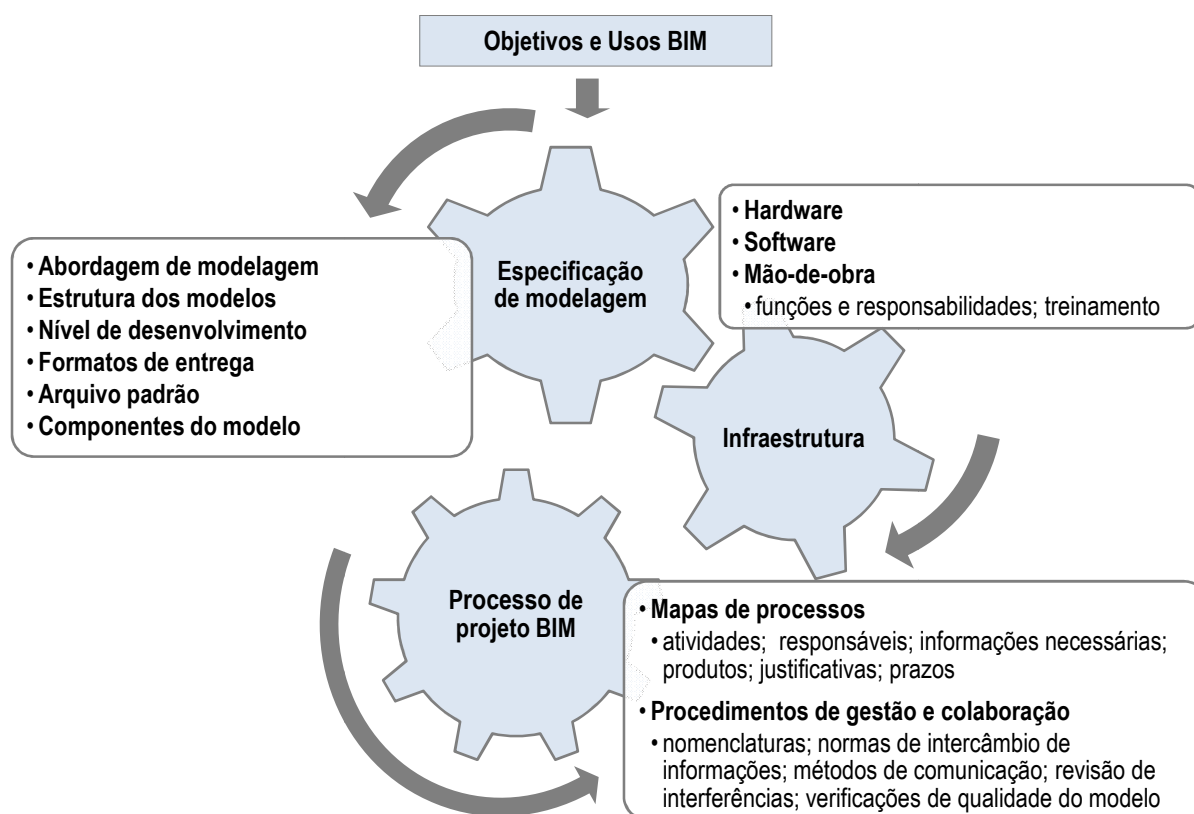 Objetivos e Usos BIM
Especificação
de modelagem
• Abordagem de modelagem
• Estrutura dos modelos
• Nível de desenvolvimento
• Formatos de entrega
• Arquivo padrão
• Componentes do modelo
• Hardware
• Software
• Mão-de-obra
• funções e responsabilidades; treinamento
Infraestrutura
Processo de
projeto BIM
• Mapas de processos
• atividades; responsáveis; informações necessárias;
produtos; justificativas; prazos
• Procedimentos de gestão e colaboração
• nomenclaturas; normas de intercâmbio de
informações; métodos de comunicação; revisão de
interferências; verificações de qualidade do modelo